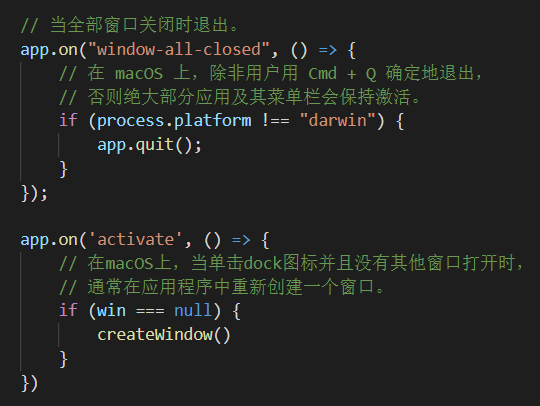 // 当全部窗口关闭时退出。
app.on("window-all-closed", () => {
// 在 macOS 上，除非用户用 Cmd + Q 确定地退出，
// 否则绝大部分应用及其菜单栏会保持激活。
if (process.platform !== "darwin") {
app.quit();
}
});
app.on('activate', () => {
// 在macOS上，当单击dock图标并且没有其他窗口打开时，
// 通常在应用程序中重新创建一个窗口。
if (win === null) {
createWindow()
}
})